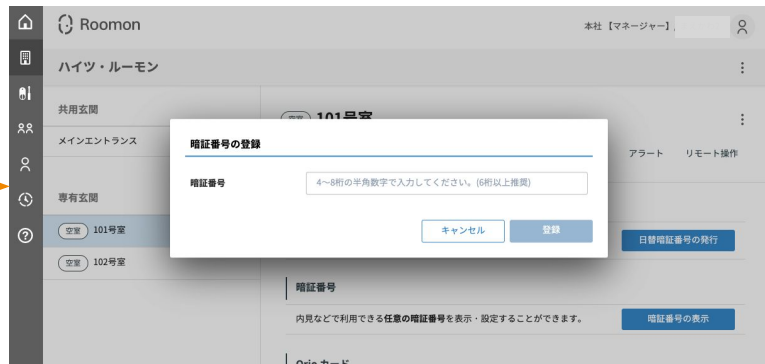 Roomon
本社【マネージャー】
ハイツ・ルーモン
共用玄関
メインエントランス
専有玄関
空室 101号室
空室 102号室
101号室
アラート リモート操作
暗証番号の登録
暗証番号
4〜8桁の半角数字で入力してください。(6桁以上推奨)
キャンセル 登録
日替暗証番号の発行
暗証番号
内見などで利用できる任意の暗証番号を表示・設定することができます。 暗証番号の表示